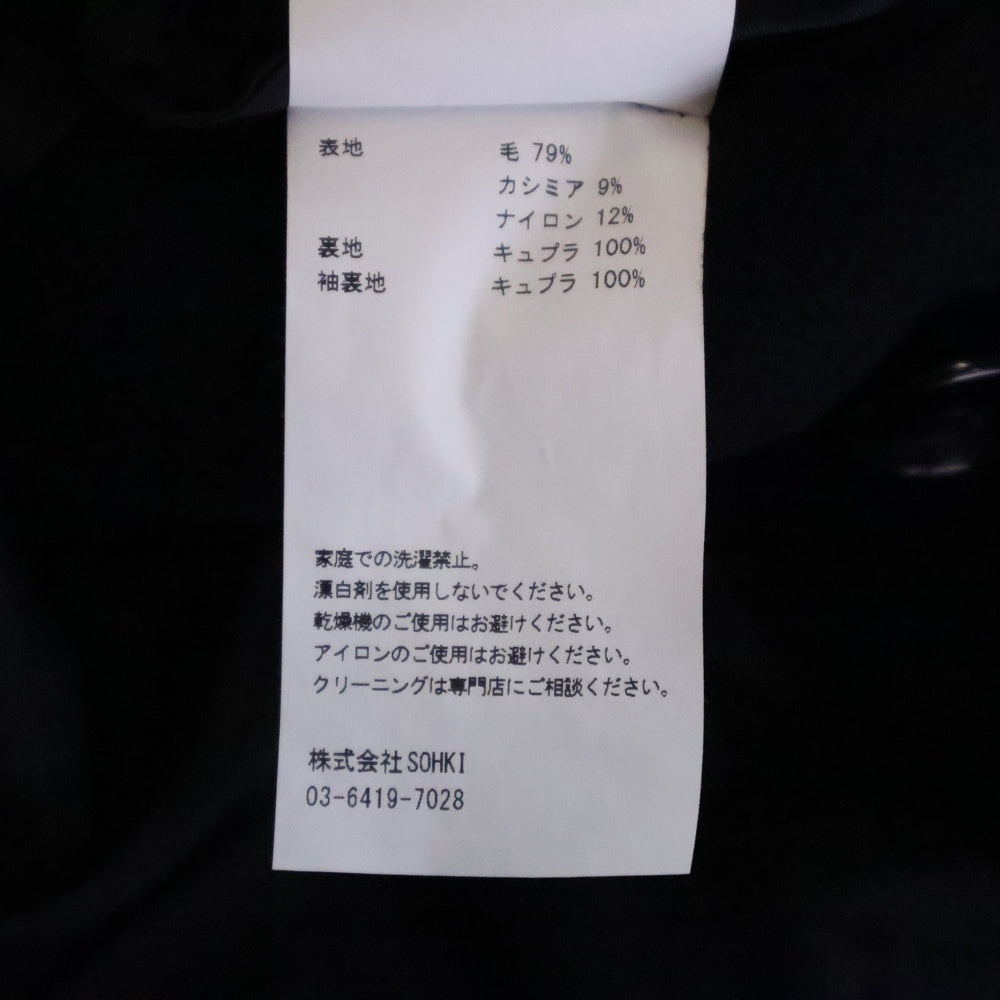 表地 毛 79%
カシミア 9%
ナイロン 12%
裏地 キュプラ 100%
袖裏地 キュプラ 100%
家庭での洗濯禁止。
漂白剤を使用しないでください。
乾燥機のご使用はお避けください。
アイロンのご使用はお避けください。
クリーニングは専門店にご相談ください。
株式会社SOHKI
03-6419-7028